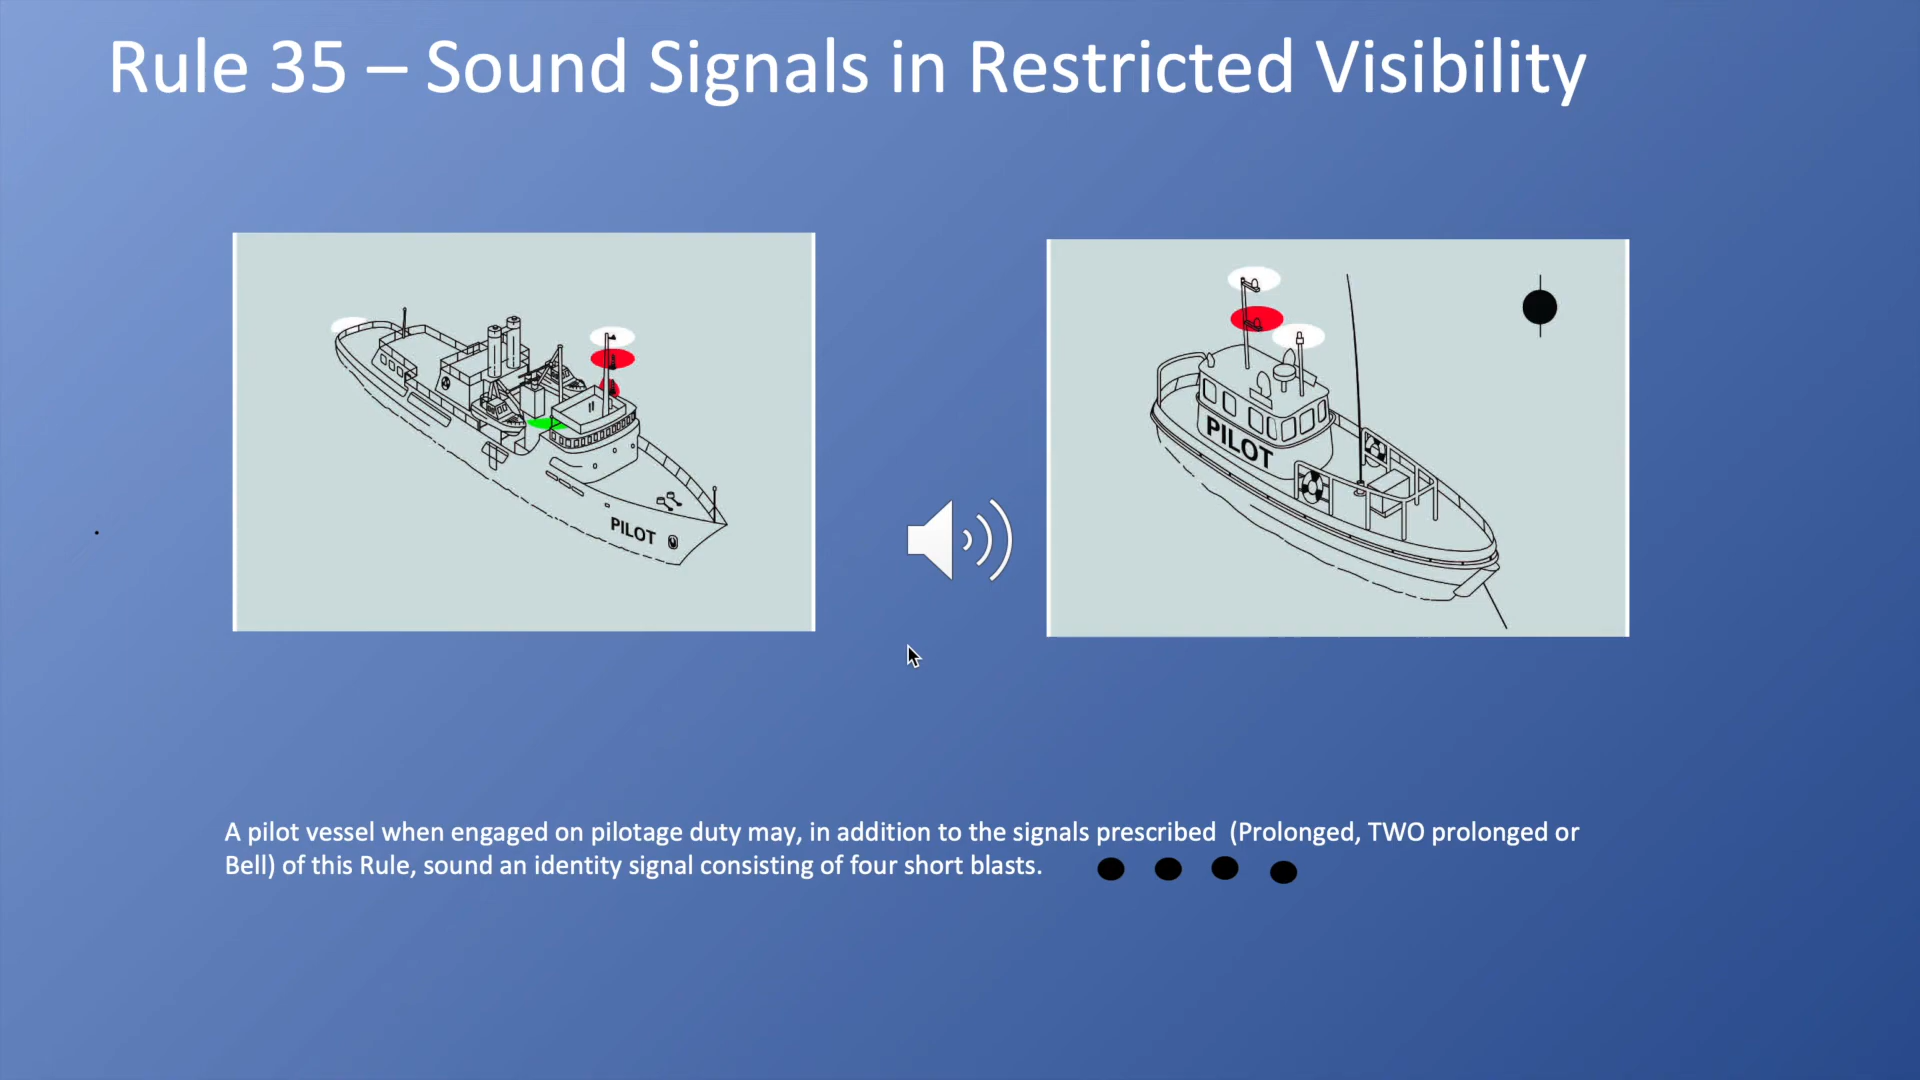 Rule 35 – Sound Signals in Restricted Visibility
PILOT
PILOT
A pilot vessel when engaged on pilotage duty may, in addition to the signals prescribed  (Prolonged, TWO prolonged or
Bell) of this Rule, sound an identity signal consisting of four short blasts.